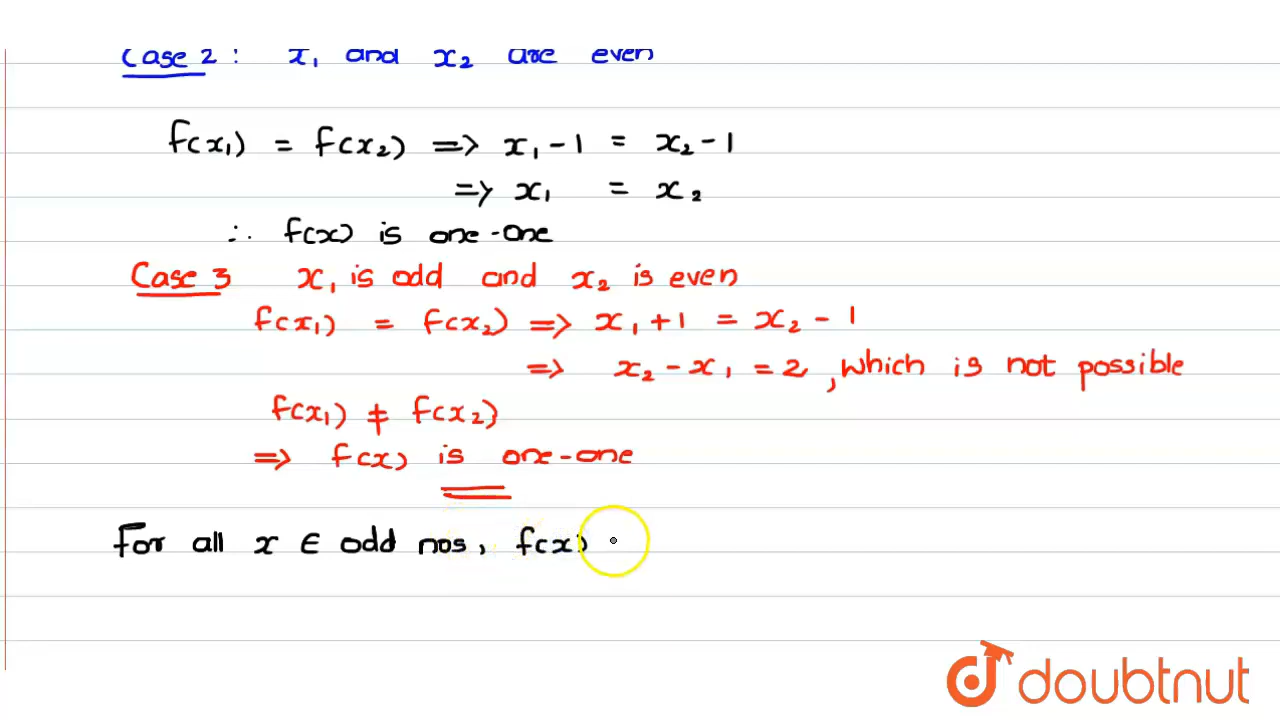 Case 2 : x₁ and x₂ are even
f(x₁) = f(x₂) ⇒ x₁ - 1 = x₂ - 1
⇒ x₁ = x₂
∴ f(x) is one-one
Case 3 x₁ is odd and x₂ is even
f(x₁) = f(x₂) ⇒ x₁ + 1 = x₂ - 1
⇒ x₂ - x₁ = 2, which is not possible
f(x₁) ≠ f(x₂)
⇒ f(x) is one-one
For all x ∈ odd nos, f(x)
doubtnut